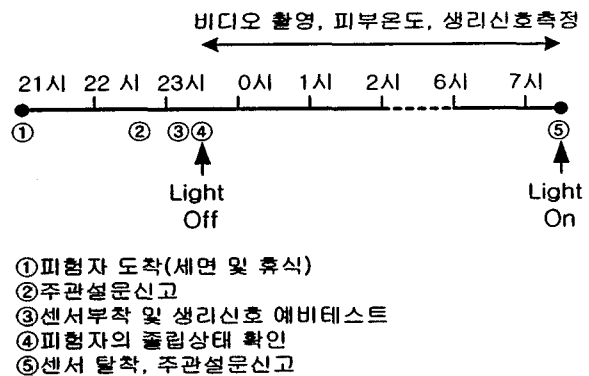 비디오 촬영, 피부온도, 생리신호측정
21시 22 시 23시 0시 1시 2시 6시 7시
① ② ③ ④ ⑤
Light Off
Light On
①피험자 도착(세면 및 휴식)
②주관설문신고
③센서부착 및 생리신호 예비테스트
④피험자의 졸립상태 확인
⑤센서 탈착, 주관설문신고